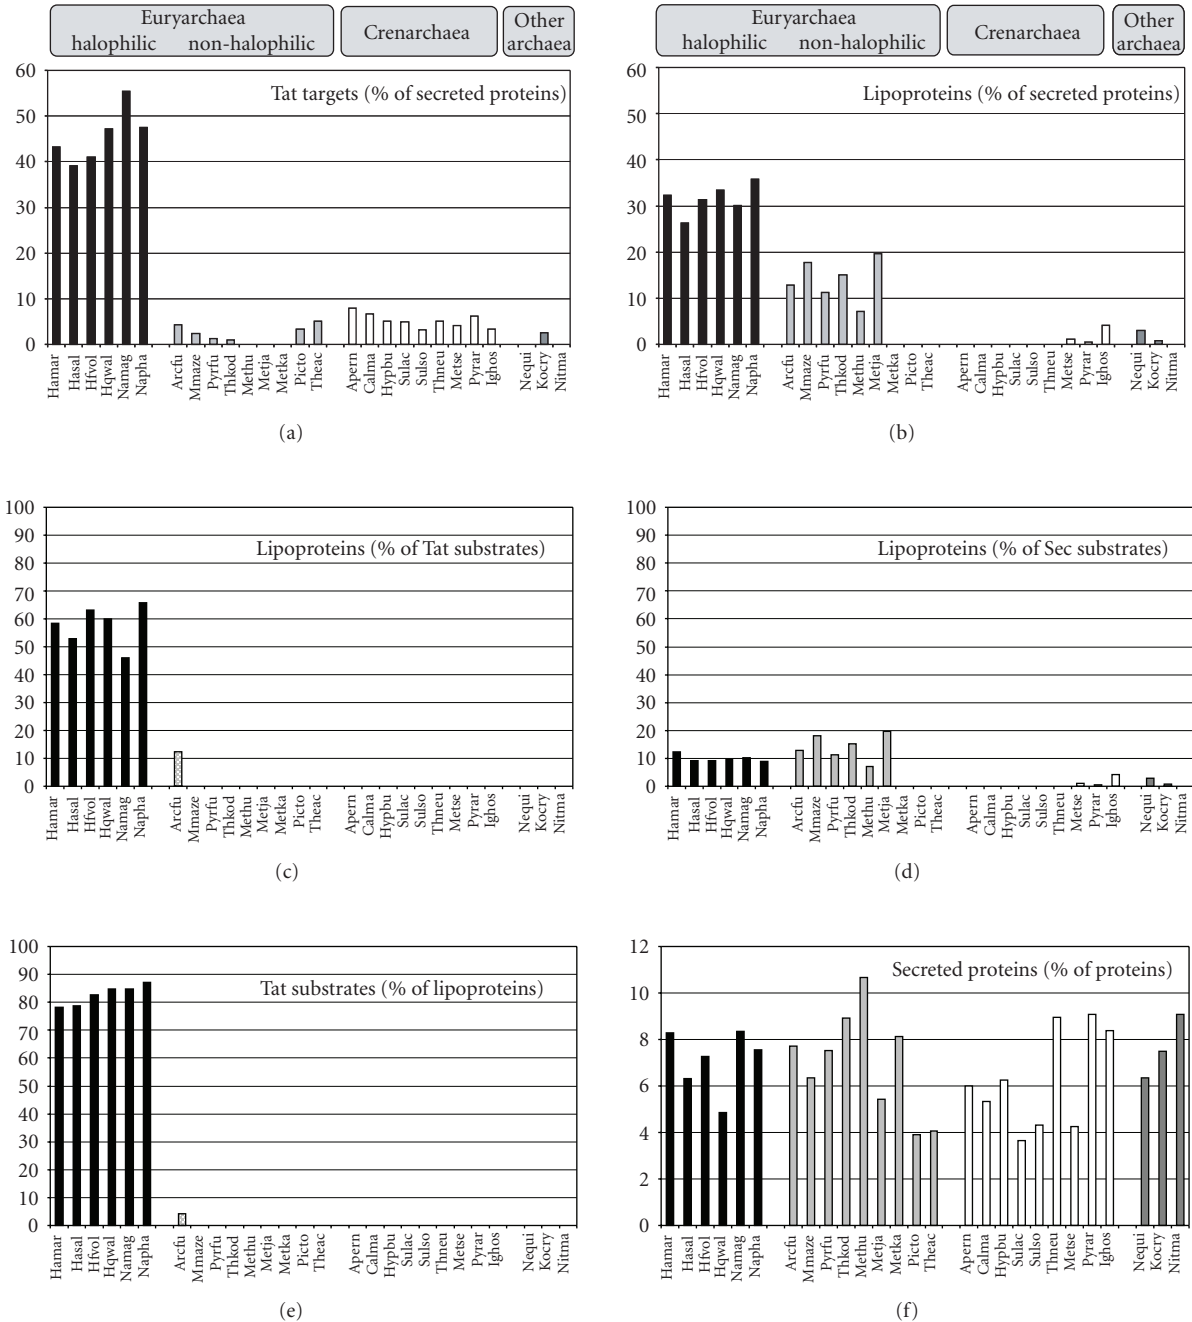 Euryarchaea
halophilic non-halophilic
Crenarchaea
Other
archaea
Euryarchaea
halophilic non-halophilic
Crenarchaea
Other
archaea
Tat targets (% of secreted proteins)
60
50
40
30
20
10
0
Hamar Hasal Hfvol Hqwal Namag Napha Arcfu Mmaze Pyrfu Thkod Methu Metja Metka Picto Theac Apern Calma Hypbu Sulac Sulso Thneu Metse Pyrar Ighos Nequi Kocry Nitma
(a)
Lipoproteins (% of secreted proteins)
60
50
40
30
20
10
0
Hamar Hasal Hfvol Hqwal Namag Napha Arcfu Mmaze Pyrfu Thkod Methu Metja Metka Picto Theac Apern Calma Hypbu Sulac Sulso Thneu Metse Pyrar Ighos Nequi Kocry Nitma
(b)
Lipoproteins (% of Tat substrates)
100
90
80
70
60
50
40
30
20
10
0
Hamar Hasal Hfvol Hqwal Namag Napha Arcfu Mmaze Pyrfu Thkod Methu Metja Metka Picto Theac Apern Calma Hypbu Sulac Sulso Thneu Metse Pyrar Ighos Nequi Kocry Nitma
(c)
Lipoproteins (% of Sec substrates)
100
90
80
70
60
50
40
30
20
10
0
Hamar Hasal Hfvol Hqwal Namag Napha Arcfu Mmaze Pyrfu Thkod Methu Metja Metka Picto Theac Apern Calma Hypbu Sulac Sulso Thneu Metse Pyrar Ighos Nequi Kocry Nitma
(d)
Tat substrates (% of lipoproteins)
100
90
80
70
60
50
40
30
20
10
0
Hamar Hasal Hfvol Hqwal Namag Napha Arcfu Mmaze Pyrfu Thkod Methu Metja Metka Picto Theac Apern Calma Hypbu Sulac Sulso Thneu Metse Pyrar Ighos Nequi Kocry Nitma
(e)
Secreted proteins (% of proteins)
12
10
8
6
4
2
0
Hamar Hasal Hfvol Hqwal Namag Napha Arcfu Mmaze Pyrfu Thkod Methu Metja Metka Picto Theac Apern Calma Hypbu Sulac Sulso Thneu Metse Pyrar Ighos Nequi Kocry Nitma
(f)